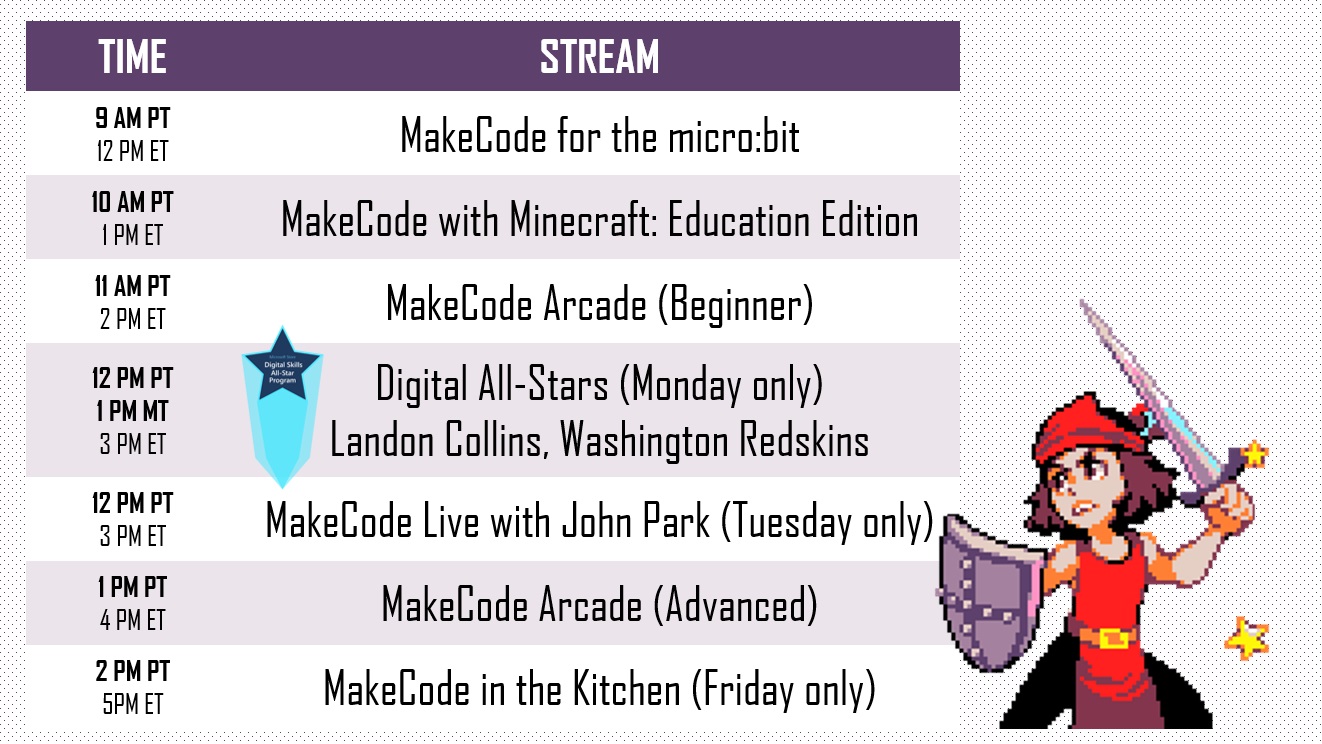 TIME STREAM
9 AM PT
12 PM ET
MakeCode for the micro:bit
10 AM PT
1 PM ET
MakeCode with Minecraft: Education Edition
11 AM PT
2 PM ET
MakeCode Arcade (Beginner)
12 PM PT
1 PM MT
3 PM ET
Digital Skills
All-Star
Program
Digital All-Stars (Monday only)
Landon Collins, Washington Redskins
12 PM PT
3 PM ET
MakeCode Live with John Park (Tuesday only)
1 PM PT
4 PM ET
MakeCode Arcade (Advanced)
2 PM PT
5PM ET
MakeCode in the Kitchen (Friday only)